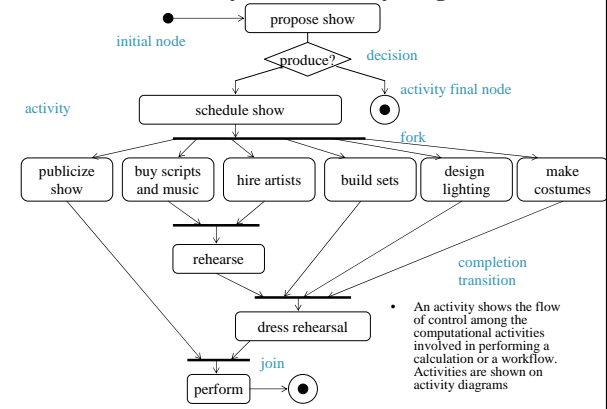 propose show
initial node
decision
produce?
activity final node
activity
schedule show
fork
publicize
show
buy scripts
and music
hire artists
build sets
design
lighting
make
costumes
rehearse
completion
transition
dress rehearsal
• An activity shows the flow
of control among the
computational activities
involved in performing a
calculation or a workflow.
Activities are shown on
activity diagrams
join
perform